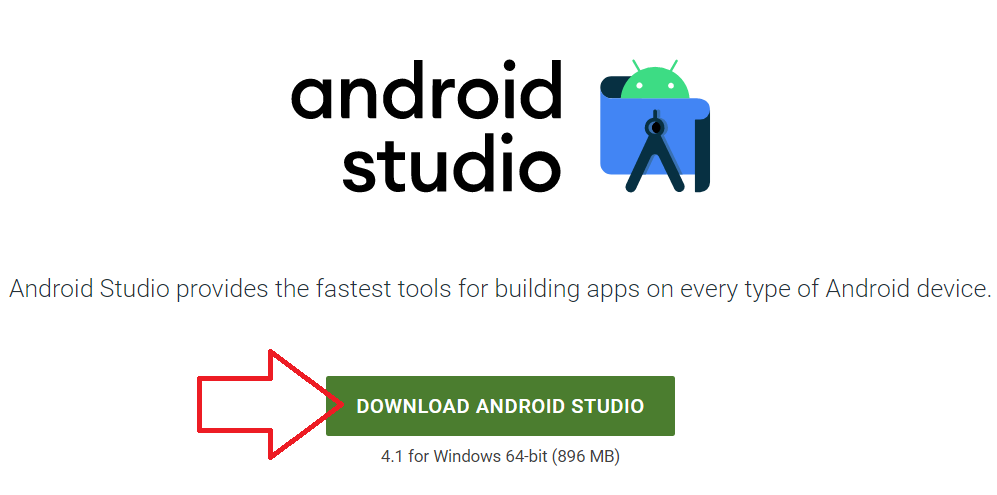 android
studio
Android Studio provides the fastest tools for building apps on every type of Android device.
DOWNLOAD ANDROID STUDIO
4.1 for Windows 64-bit (896 MB)